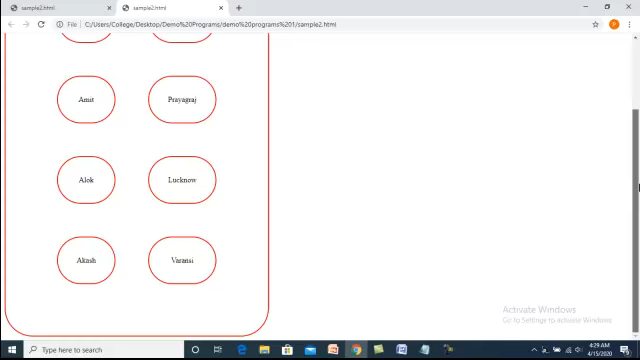 sample2.html
sample2.html
File
C:/Users/College/Desktop/Demo%20Programs/demo%20programs%201/sample2.html
P
Amit Prayagraj
Alok Lucknow
Akash Varansi
Activate Windows
Go to Settings to activate Windows
Type here to search
4:29 AM
4/15/2020